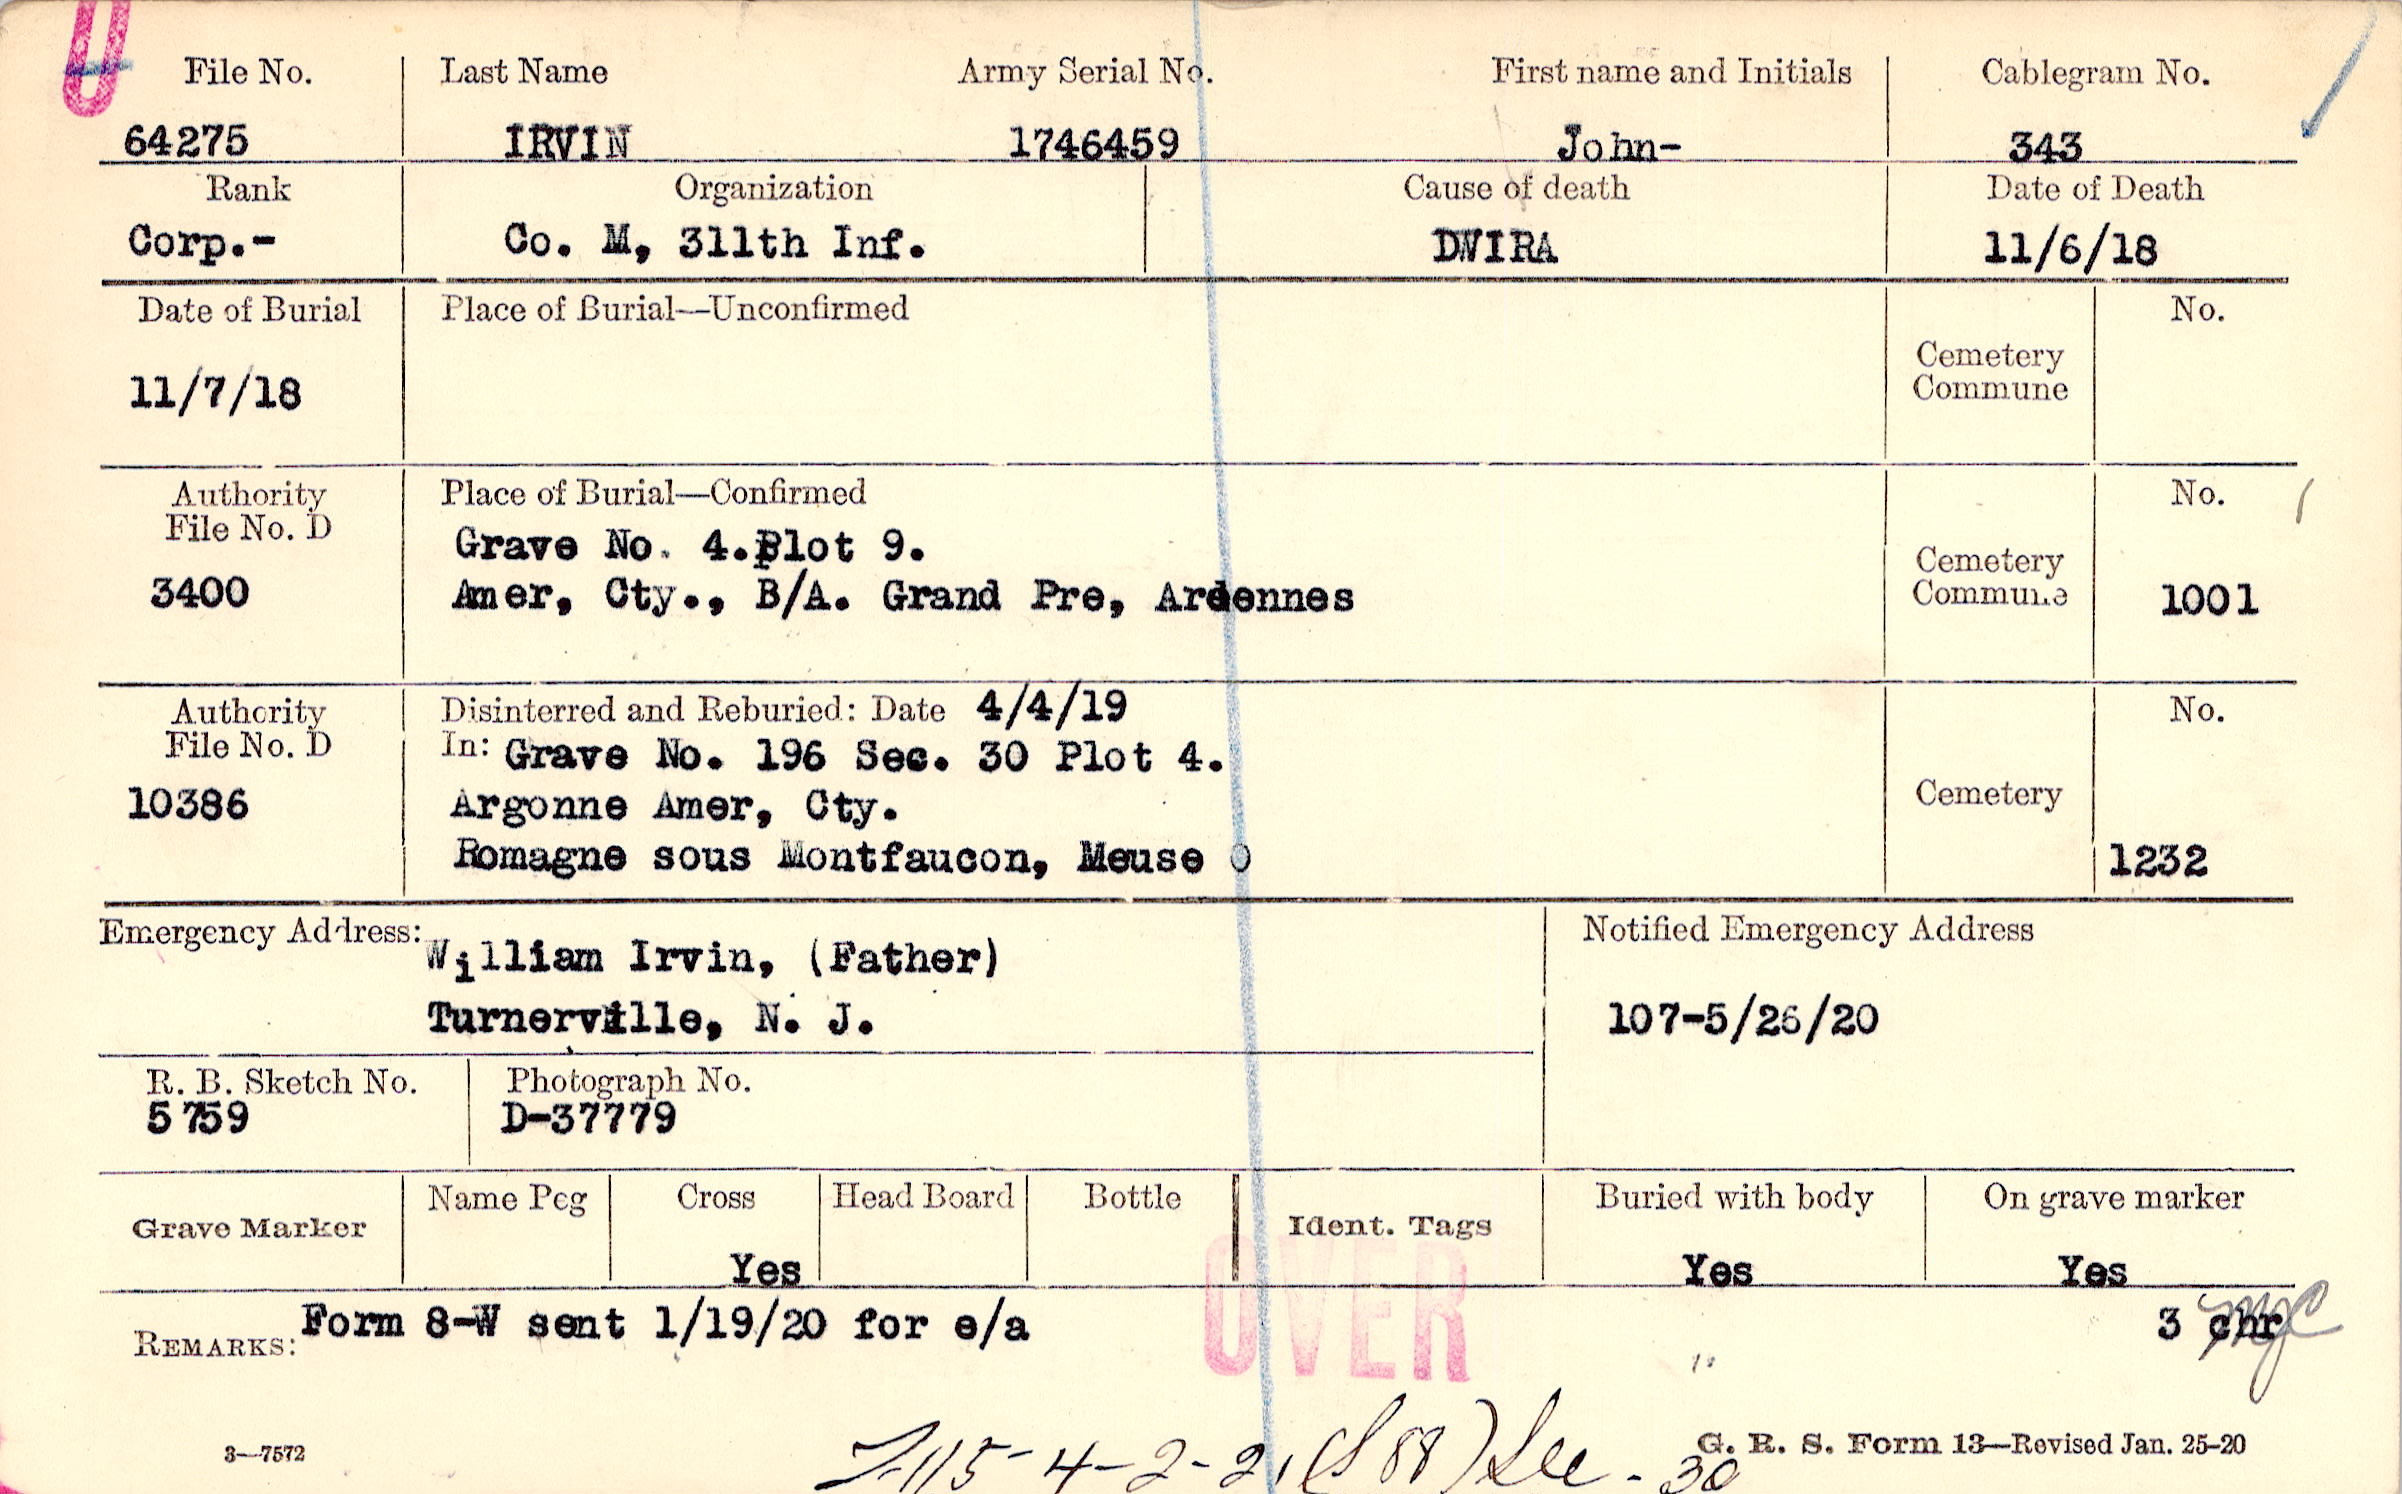 File No. Last Name Army Serial No. First name and Initials Cablegram No.
64275 IRVIN 1746459 John- 343
Rank Organization Cause of death Date of Death
Corp.- Co. M, 311th Inf. DWIRA 11/6/18
Date of Burial Place of Burial—Unconfirmed No.
Cemetery
Commune
11/7/18
Authority Place of Burial—Confirmed No.
File No. D
Grave No. 4.Plot 9.
Cemetery
3400 Amer, Cty., B/A. Grand Pre, Ardennes Commune 1001
Authority Disinterred and Reburied: Date 4/4/19 No.
File No. D In: Grave No. 196 Sec. 30 Plot 4.
10386 Argonne Amer, Cty. Cemetery
Romagne sous Montfaucon, Meuse 1232
Emergency Address: William Irvin, (Father) Notified Emergency Address
Turnerville, N. J. 107-5/26/20
R. B. Sketch No. Photograph No.
5759 D-37779
Grave Marker Name Peg Cross Head Board Bottle Ident. Tags Buried with body On grave marker
Yes Yes Yes
OVER
REMARKS: Form 8-W sent 1/19/20 for e/a 3 chr
3—7572 G. R. S. Form 13—Revised Jan. 25-20
4-2-2 (S 88) Sec - 30